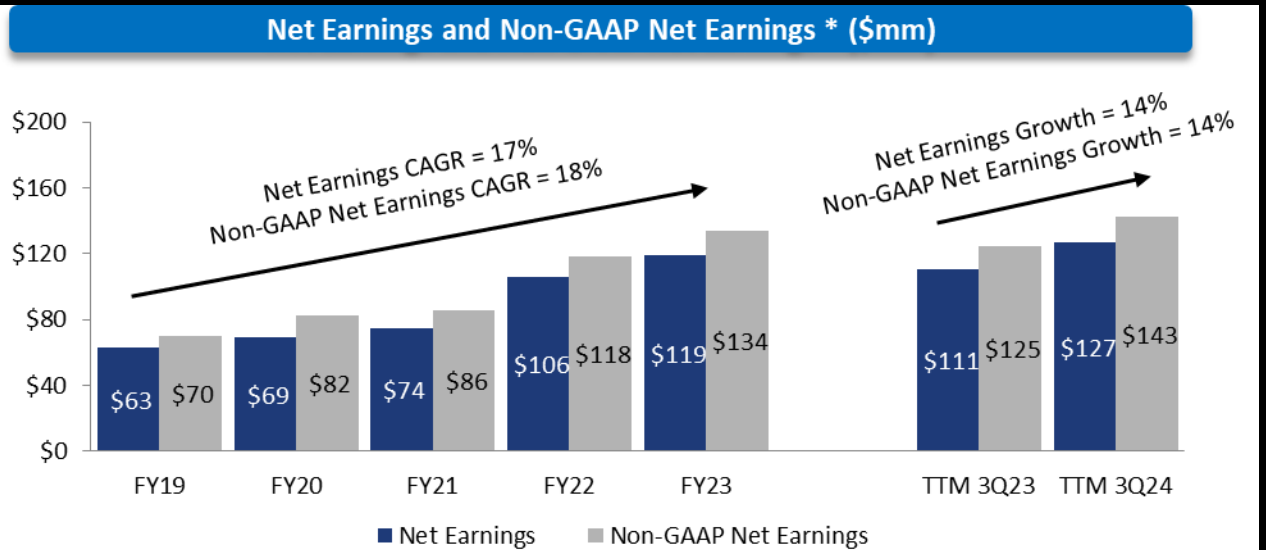 Net Earnings and Non-GAAP Net Earnings * ($mm)
$200
$160
$120
$80
$40
$0
Net Earnings CAGR = 17%
Non-GAAP Net Earnings CAGR = 18%
Net Earnings Growth = 14%
Non-GAAP Net Earnings Growth = 14%
$63 $70 $69 $82 $74 $86 $106 $118 $119 $134 $111 $125 $127 $143
FY19 FY20 FY21 FY22 FY23 TTM 3Q23 TTM 3Q24
Net Earnings Non-GAAP Net Earnings